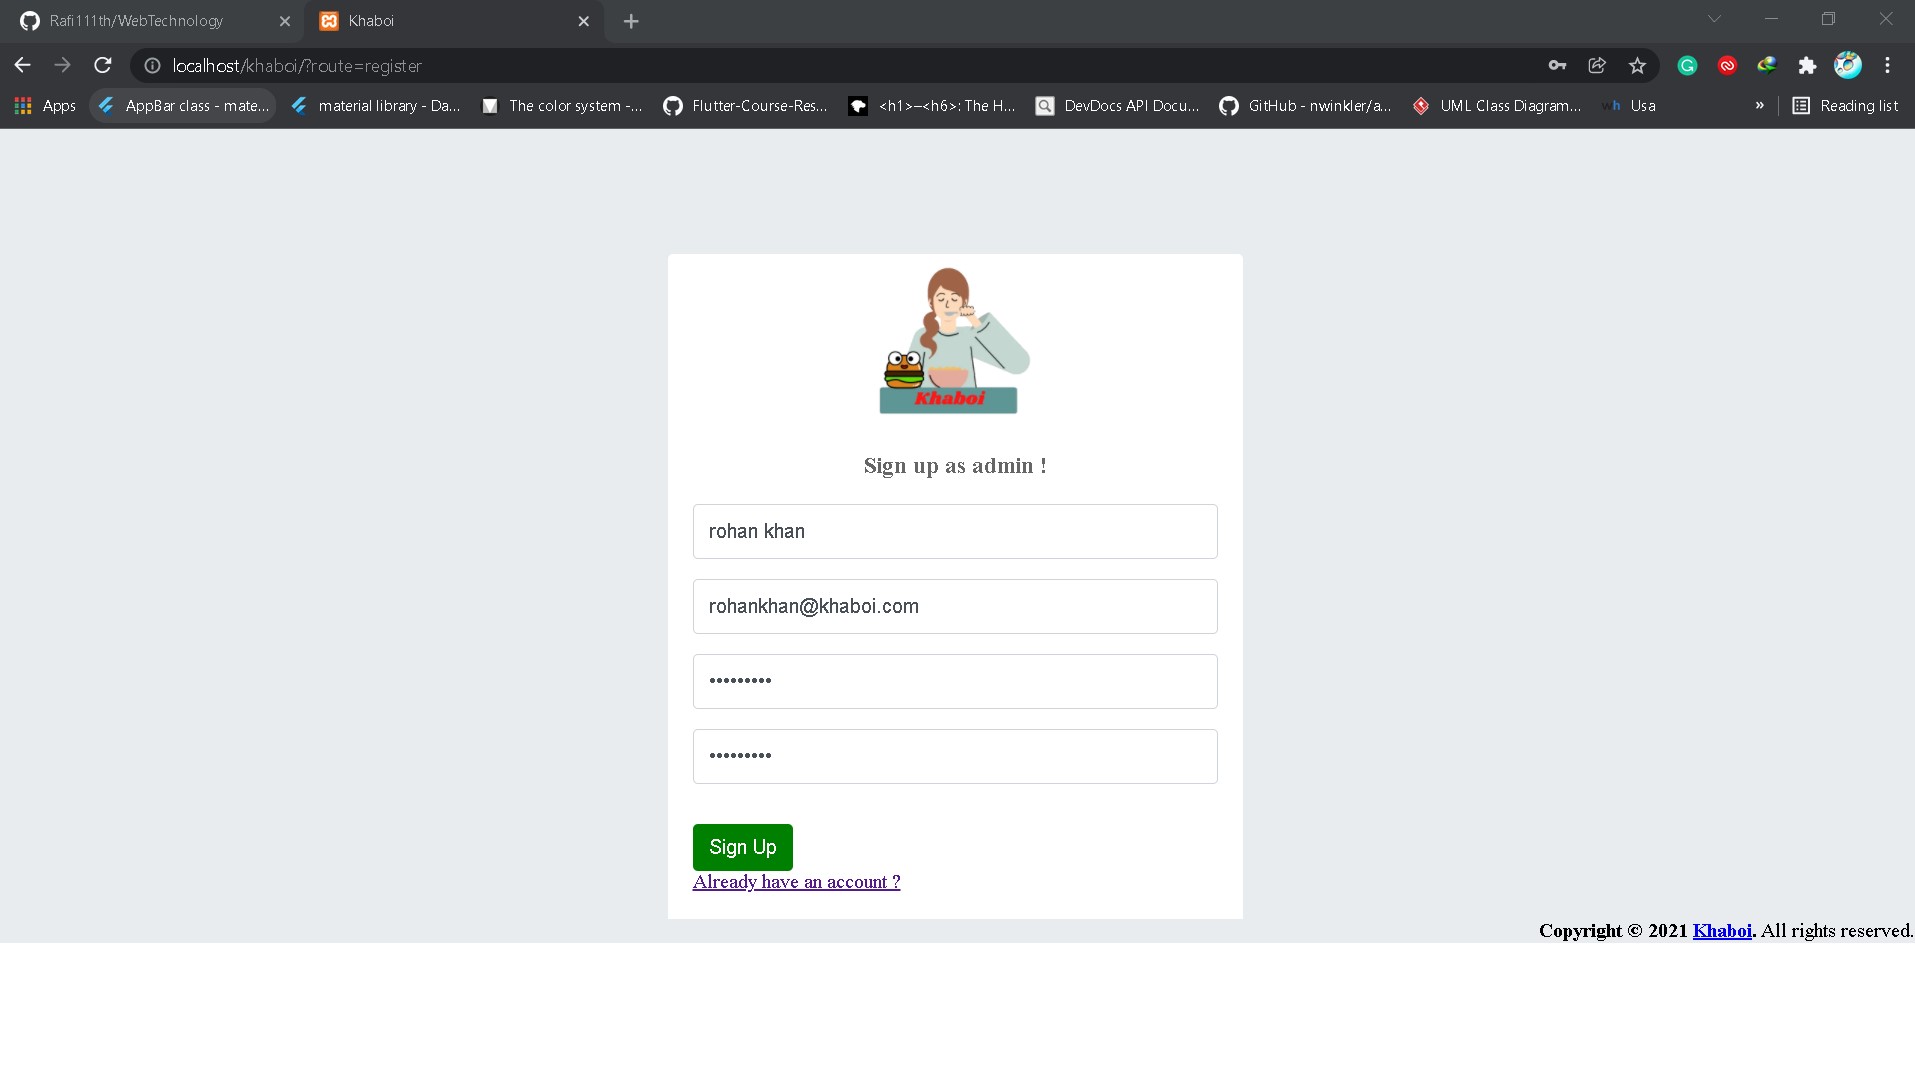 Rafi111th/WebTechnology
Khaboi
localhost/khaboi/?route=register
Apps
AppBar class - mate...
material library - Da...
The color system -...
Flutter-Course-Res...
<h1>–<h6>: The H...
DevDocs API Docu...
GitHub - nwinkler/a...
UML Class Diagram...
wh Usa
»
Reading list
Khaboi
Sign up as admin !
rohan khan
rohankhan@khaboi.com
•••••••••
•••••••••
Sign Up
Already have an account ?
Copyright © 2021 Khaboi. All rights reserved.